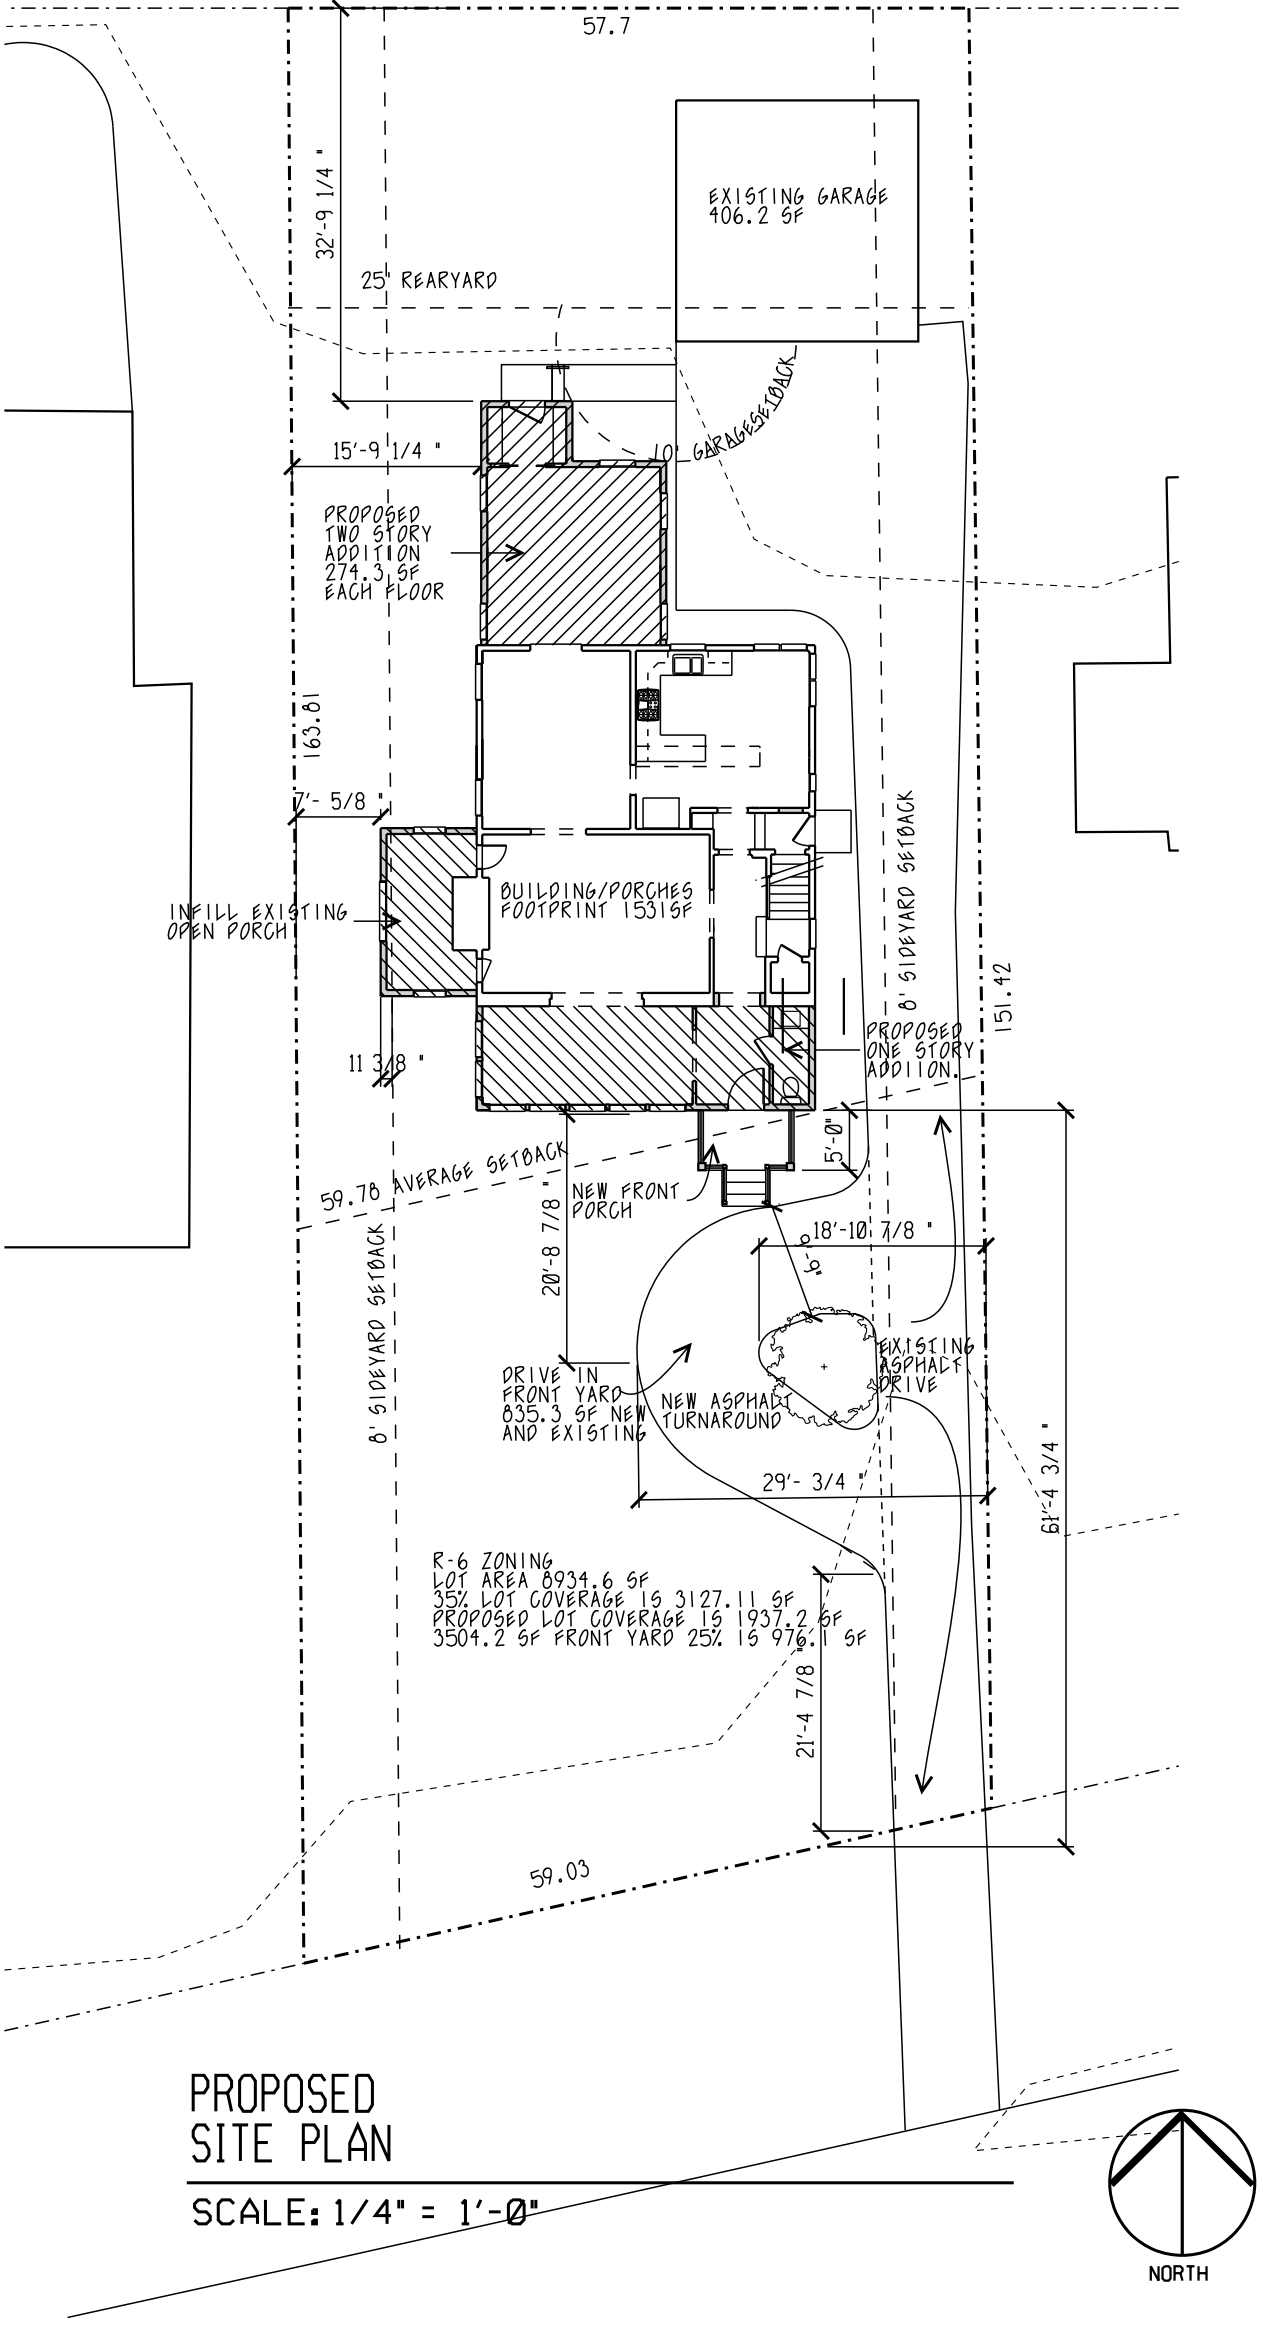 57.7
EXISTING GARAGE
406.2 SF
32'-9 1/4 "
25' REARYARD
10' GARAGESETBACK
15'-9 1/4 "
PROPOSED
TWO STORY
ADDITION
274.3 SF
EACH FLOOR
163.81
7'- 5/8 "
8' SIDEYARD SETBACK
BUILDING/PORCHES
FOOTPRINT 1531SF
INFILL EXISTING
OPEN PORCH
151.42
PROPOSED
ONE STORY
ADDIION.
11 3/8 "
5'-0"
59.78 AVERAGE SETBACK
NEW FRONT
PORCH
20'-8 7/8 "
18'-10 7/8 "
9'-9"
8' SIDEYARD SETBACK
EXISTING
ASPHALT
DRIVE
DRIVE IN
FRONT YARD
835.3 SF NEW
AND EXISTING
NEW ASPHALT
TURNAROUND
29'- 3/4 "
61'-4 3/4 "
R-6 ZONING
LOT AREA 8934.6 SF
35% LOT COVERAGE IS 3127.11 SF
PROPOSED LOT COVERAGE IS 1937.2 SF
3504.2 SF FRONT YARD 25% IS 976.1 SF
21'-4 7/8 "
59.03
PROPOSED
SITE PLAN
SCALE: 1/4" = 1'-0"
NORTH